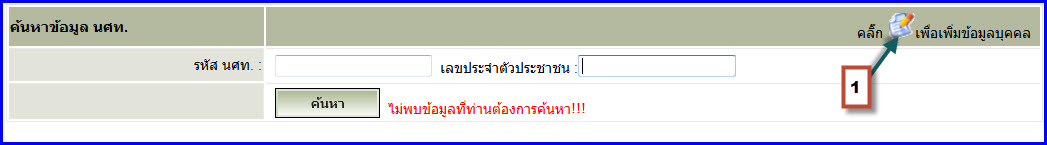 ค้นหาข้อมูล นศท. คลิ๊ก เพื่อเพิ่มข้อมูลบุคคล
รหัส นศท. : เลขประจำตัวประชาชน :
1
ค้นหา ไม่พบข้อมูลที่ท่านต้องการค้นหา!!!